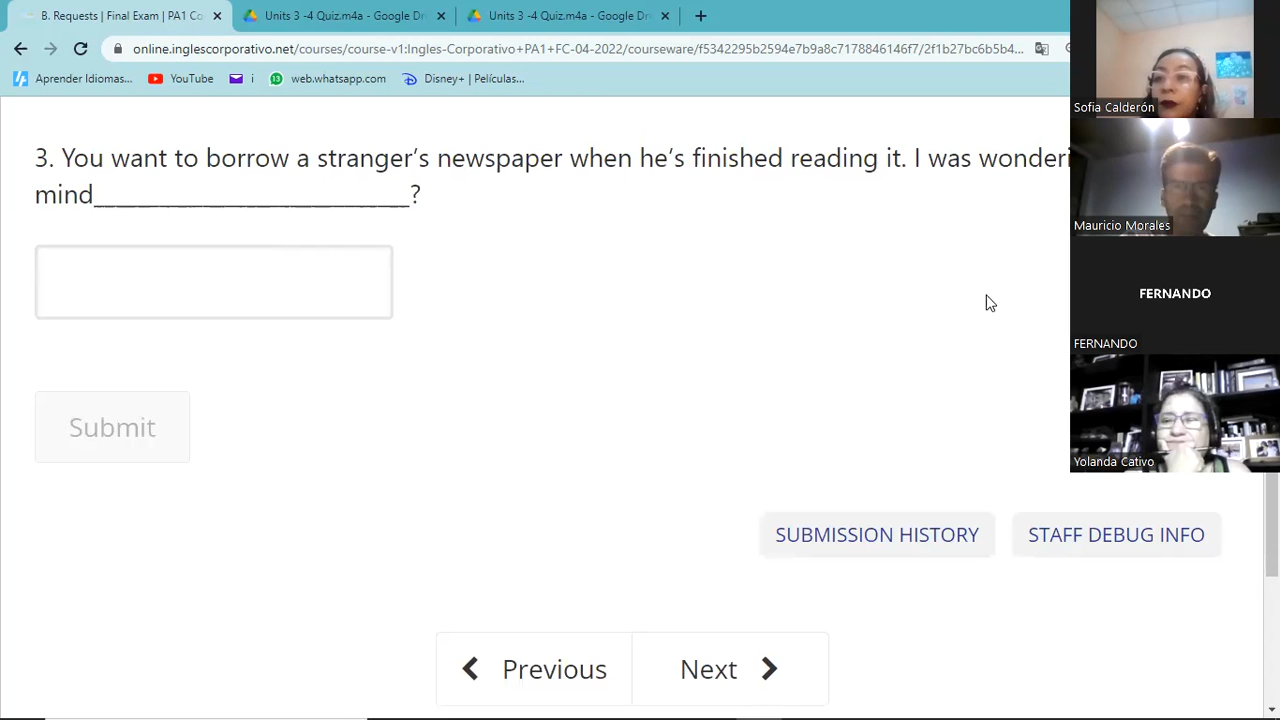 B. Requests | Final Exam | PA1 Co
Units 3 -4 Quiz.m4a - Google Dr
Units 3 -4 Quiz.m4a - Google Dr
online.inglescorporativo.net/courses/course-v1:Ingles-Corporativo+PA1+FC-04-2022/courseware/f5342295b2594e7b9a8c7178846146f7/2f1b27bc6b5b4...
Aprender Idiomas...
YouTube
i
web.whatsapp.com
Disney+ | Películas...
Sofia Calderón
3. You want to borrow a stranger's newspaper when he's finished reading it. I was wonderi
mind____________________________?
Mauricio Morales
FERNANDO
FERNANDO
Submit
Yolanda Cativo
SUBMISSION HISTORY
STAFF DEBUG INFO
Previous
Next